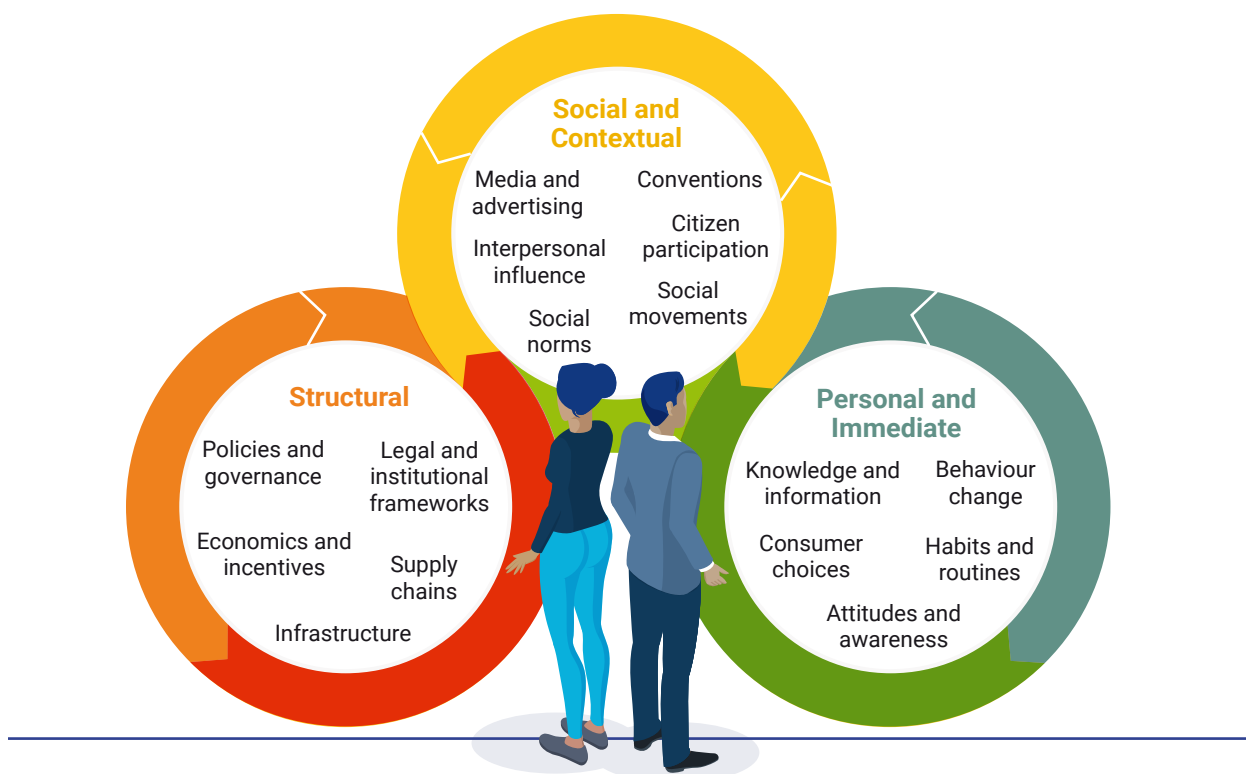 Social and
Contextual
Media and
advertising
Conventions
Interpersonal
influence
Citizen
participation
Social
norms
Social
movements
Structural
Policies and
governance
Legal and
institutional
frameworks
Economics and
incentives
Supply
chains
Infrastructure
Personal and
Immediate
Knowledge and
information
Behaviour
change
Consumer
choices
Habits and
routines
Attitudes and
awareness